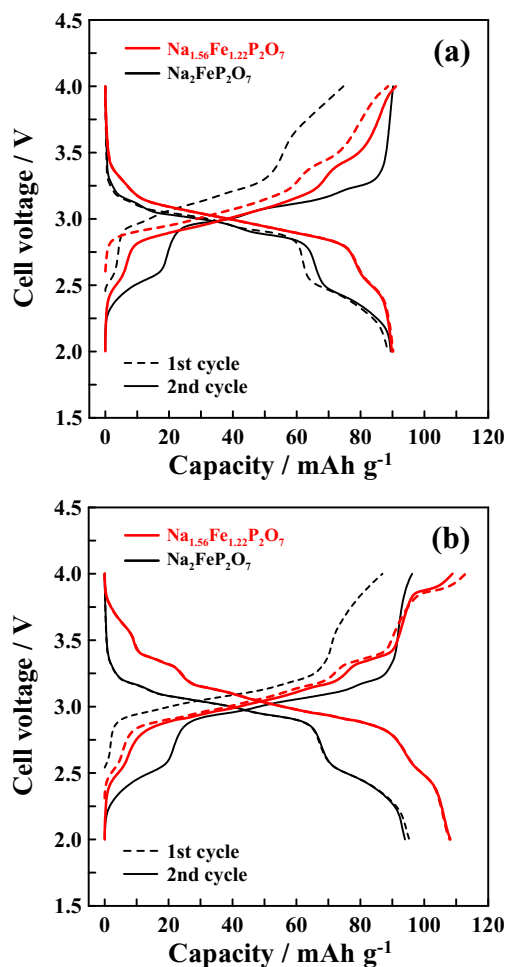 (a)
Na1.56Fe1.22P2O7
Na2FeP2O7
4.0
3.5
3.0
2.5
2.0
1.5
Cell voltage / V
1st cycle
2nd cycle
0 20 40 60 80 100 120
Capacity / mAh g-1
(b)
Na1.56Fe1.22P2O7
Na2FeP2O7
4.5
4.0
3.5
3.0
2.5
2.0
1.5
Cell voltage / V
1st cycle
2nd cycle
0 20 40 60 80 100 120
Capacity / mAh g-1